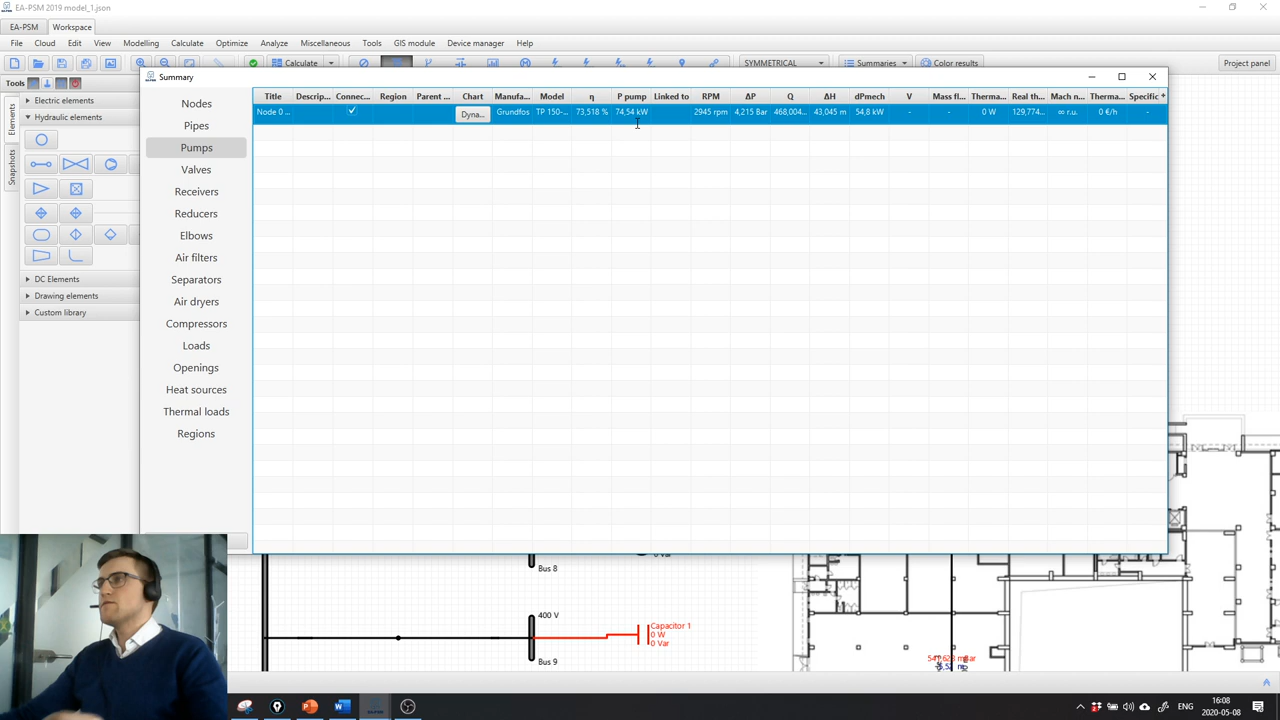 EA-PSM 2019 model_1.json
EA-PSM Workspace
File Cloud Edit View Modelling Calculate Optimize Analyze Miscellaneous Tools GIS module Device manager Help
Calculate SYMMETRICAL Summaries Color results Project panel
Tools
Elements
Snapshots
Electric elements
Hydraulic elements
DC Elements
Drawing elements
Custom library
Summary
Nodes
Pipes
Pumps
Valves
Receivers
Reducers
Elbows
Air filters
Separators
Air dryers
Compressors
Loads
Openings
Heat sources
Thermal loads
Regions
Title Descrip... Connec... Region Parent ... Chart Manufa... Model η P pump Linked to RPM ΔP Q ΔH dPmech V Mass fl... Therma... Real th... Mach n... Therma... Specific
Node 0 ... Dyna... Grundfos TP 150-... 73,518 % 74,54 kW 2945 rpm 4,215 Bar 468,004... 43,045 m 54,8 kW - - 0 W 129,774... ∞ r.u. 0 €/h -
Bus 8
400 V
Capacitor 1
0 W
0 Var
Bus 9
ENG
16:08
2020-05-08